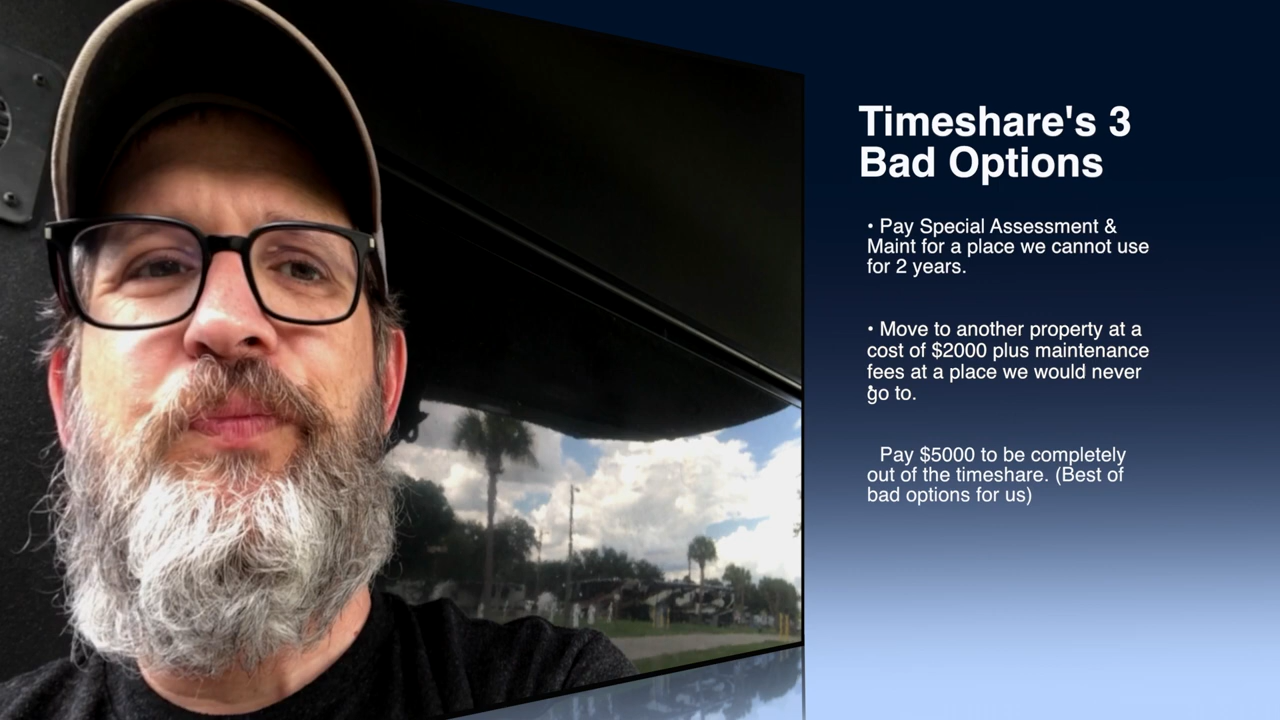 Timeshare's 3
Bad Options
• Pay Special Assessment &
Maint for a place we cannot use
for 2 years.
• Move to another property at a
cost of $2000 plus maintenance
fees at a place we would never
go to.
•
Pay $5000 to be completely
out of the timeshare. (Best of
bad options for us)